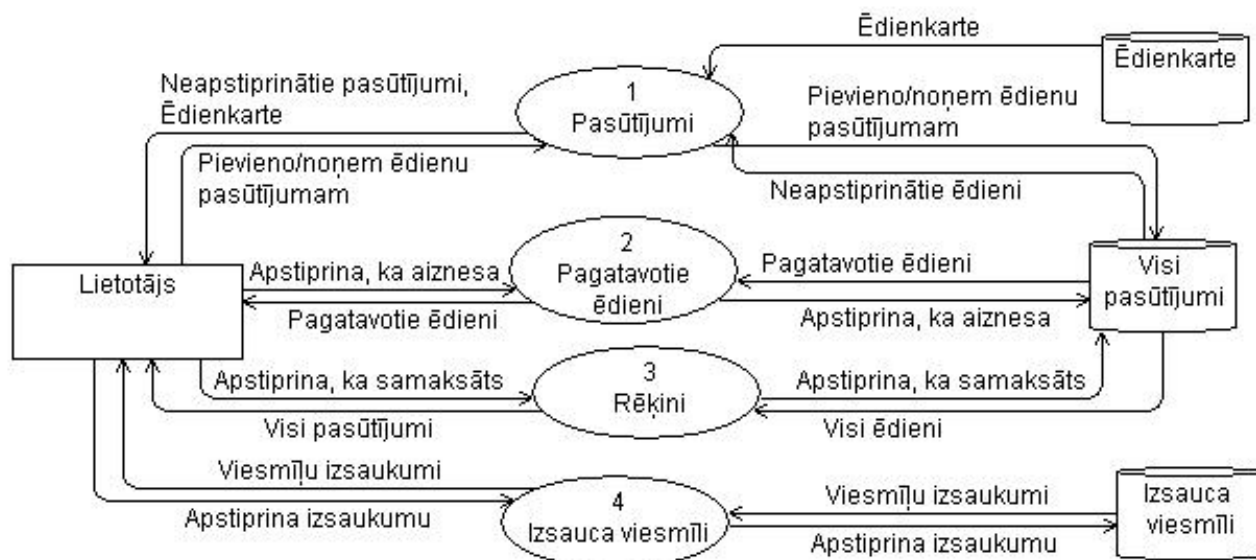 Ēdienkarte
Ēdienkarte
Neapstiprinātie pasūtījumi,
Ēdienkarte
1
Pasūtījumi
Pievieno/noņem ēdienu
pasūtījumam
Pievieno/noņem ēdienu
pasūtījumam
Neapstiprinātie ēdieni
Lietotājs
Apstiprina, ka aiznesa
Pagatavotie ēdieni
2
Pagatavotie
ēdieni
Pagatavotie ēdieni
Apstiprina, ka aiznesa
Visi
pasūtījumi
Apstiprina, ka samaksāts
Visi pasūtījumi
3
Rēķini
Apstiprina, ka samaksāts
Visi ēdieni
Viesmīļu izsaukumi
Apstiprina izsaukumu
4
Izsauca viesmīli
Viesmīļu izsaukumi
Apstiprina izsaukumu
Izsauca
viesmīli